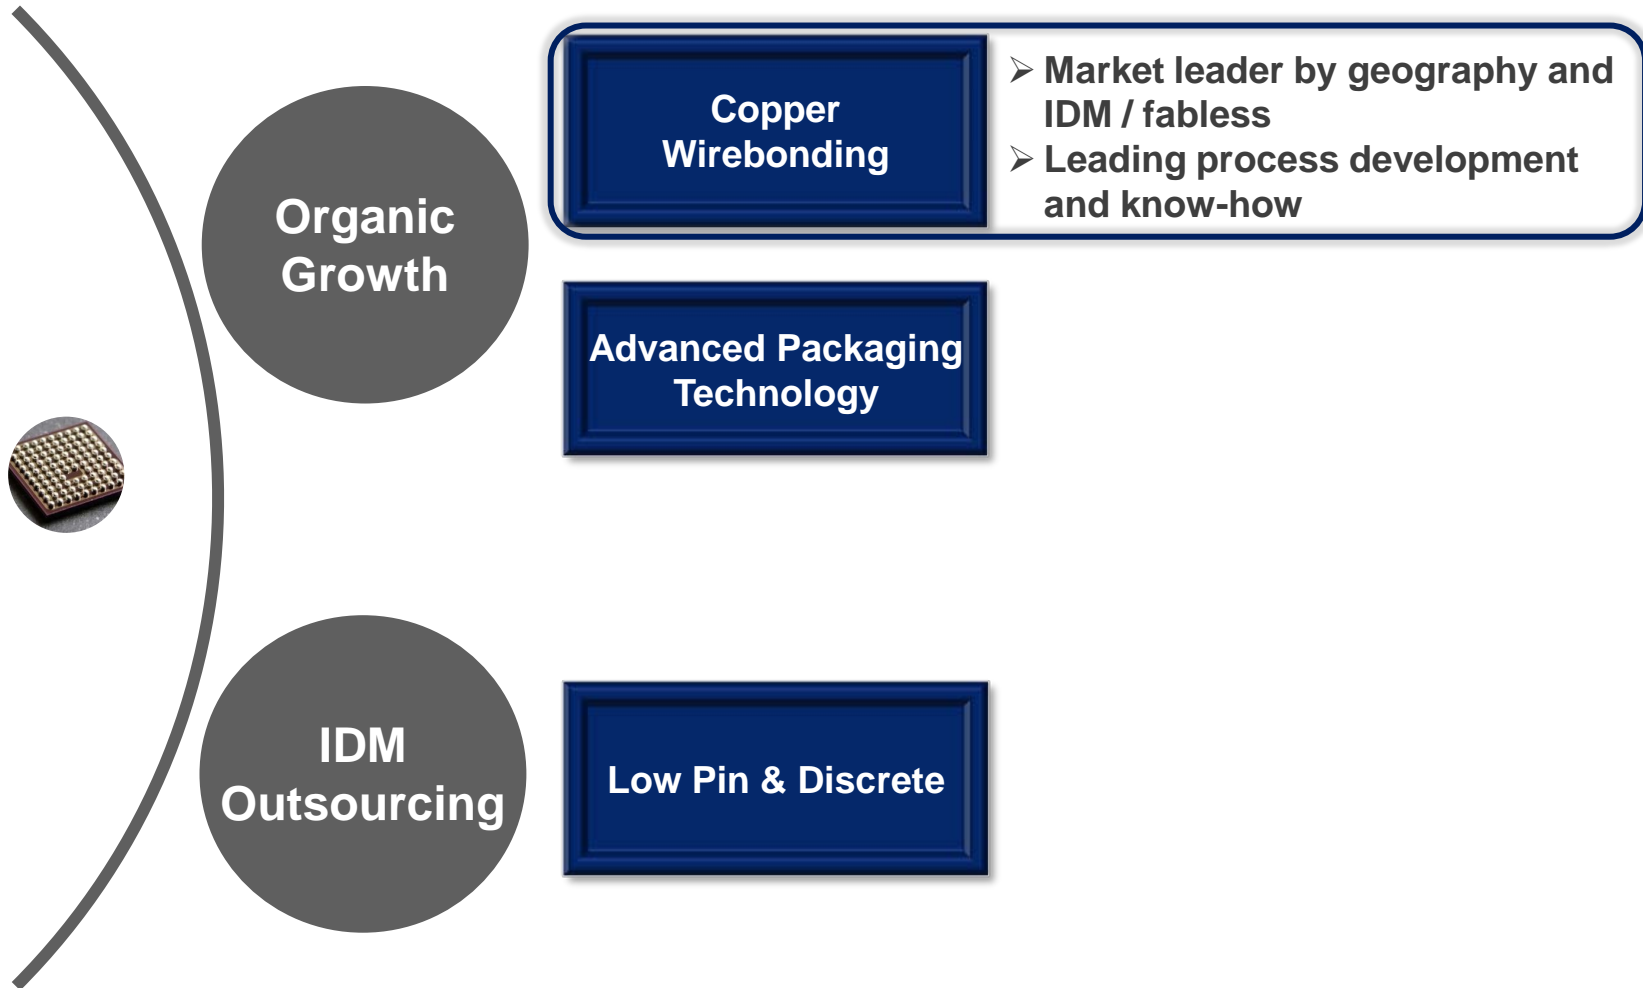 Organic
Growth
Copper
Wirebonding
➢ Market leader by geography and
IDM / fabless
➢ Leading process development
and know-how
Advanced Packaging
Technology
IDM
Outsourcing
Low Pin & Discrete